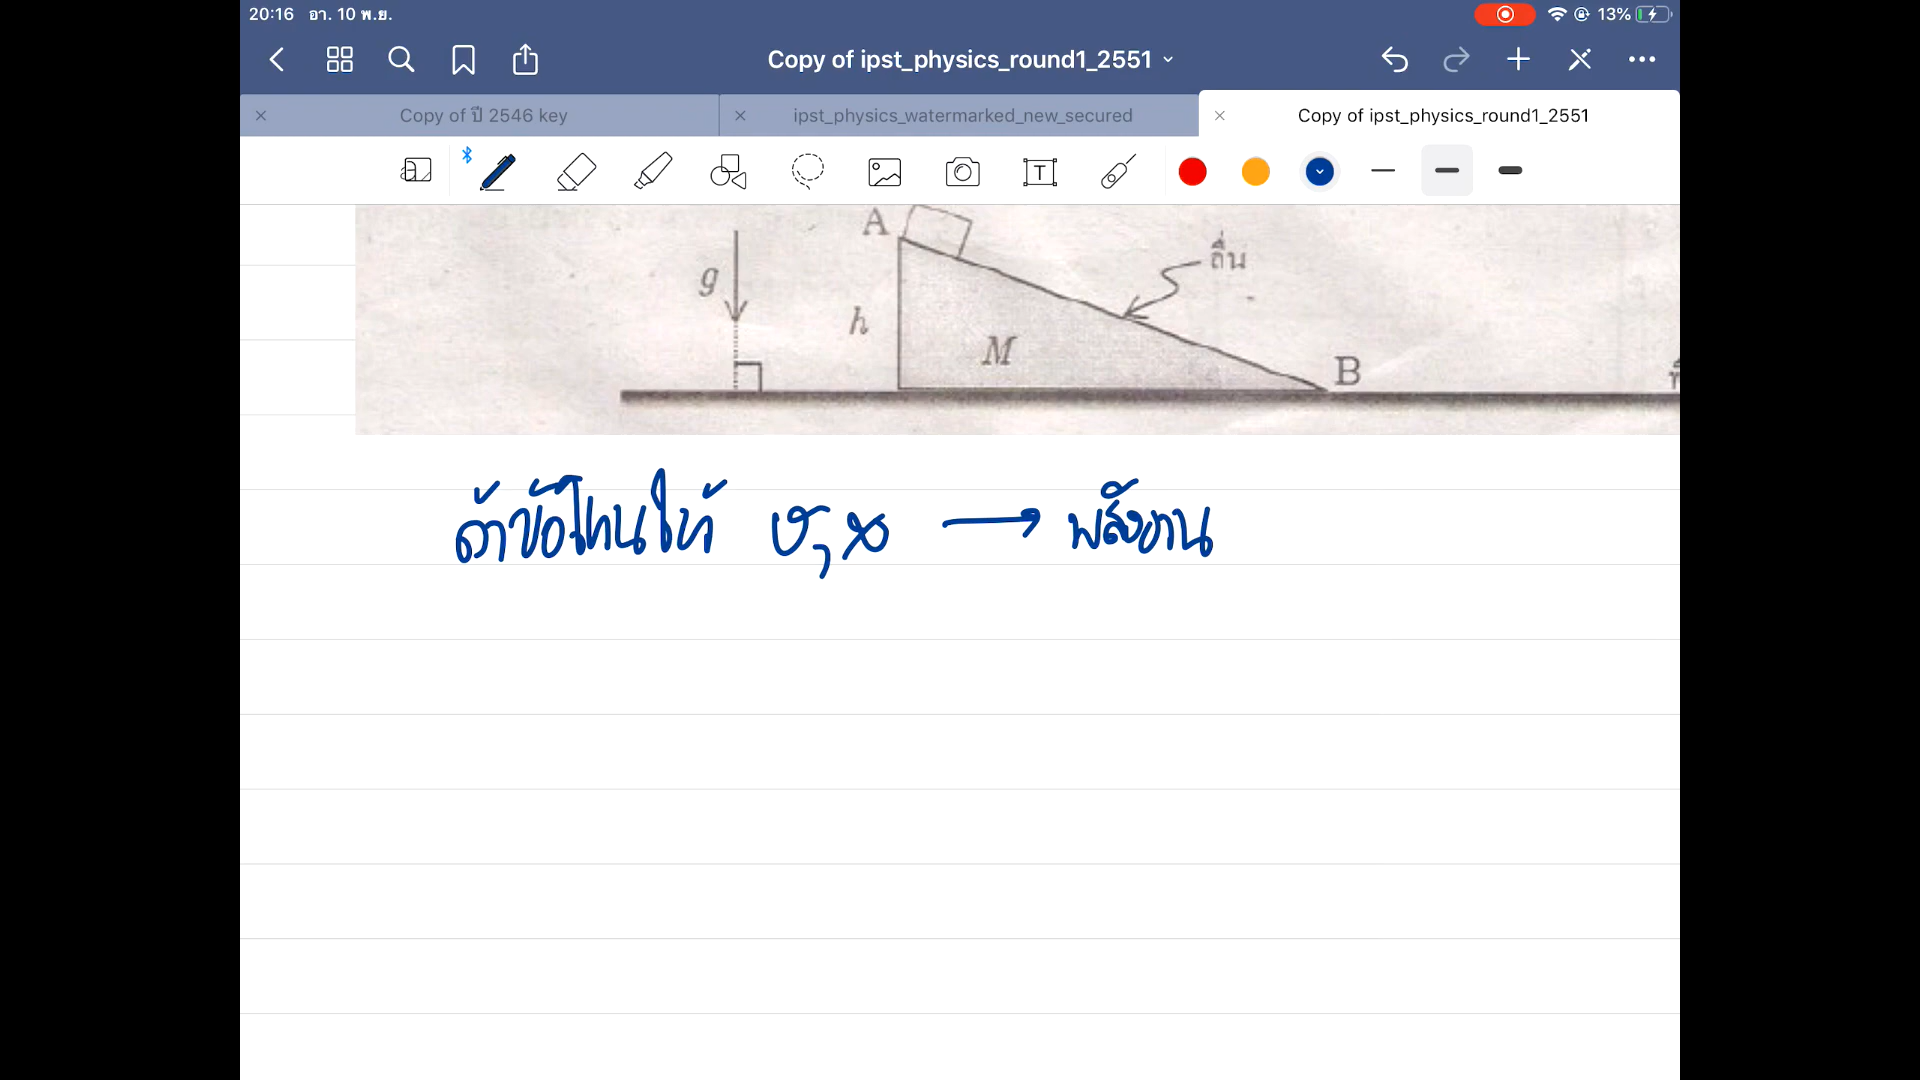 20:16 อา. 10 พ.ย.
13%
Copy of ipst_physics_round1_2551
Copy of ปี 2546 key
ipst_physics_watermarked_new_secured
Copy of ipst_physics_round1_2551
A
ลื่น
g
h
M
B
ถ้าข้อไหนให้ v, x → พลังงาน